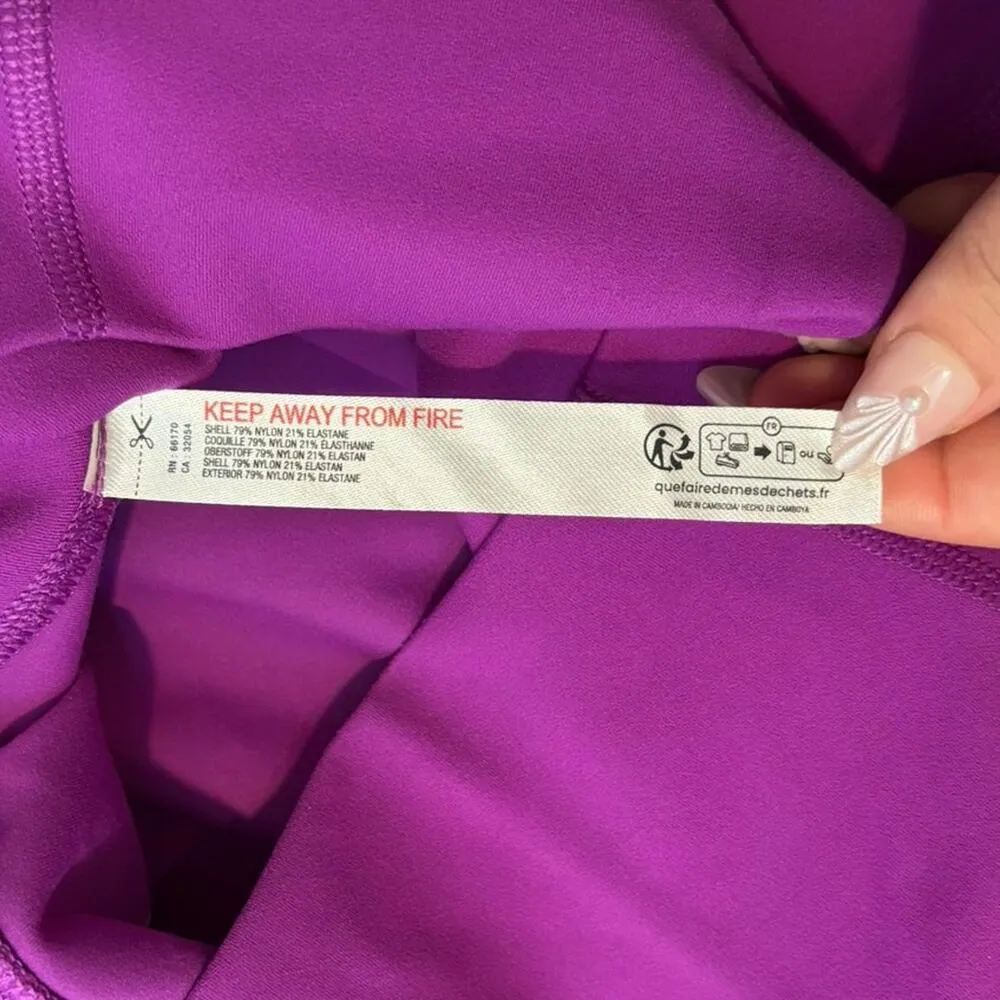 RN : 66170
CA : 32054
KEEP AWAY FROM FIRE
SHELL 79% NYLON 21% ELASTANE
COQUILLE 79% NYLON 21% ELASTHANNE
OBERSTOFF 79% NYLON 21% ELASTAN
SHELL 79% NYLON 21% ELASTAN
EXTERIOR 79% NYLON 21% ELASTANE
FR
OU
quefairedemesdechets.fr
MADE IN CAMBODIA/ HECHO EN CAMBOYA